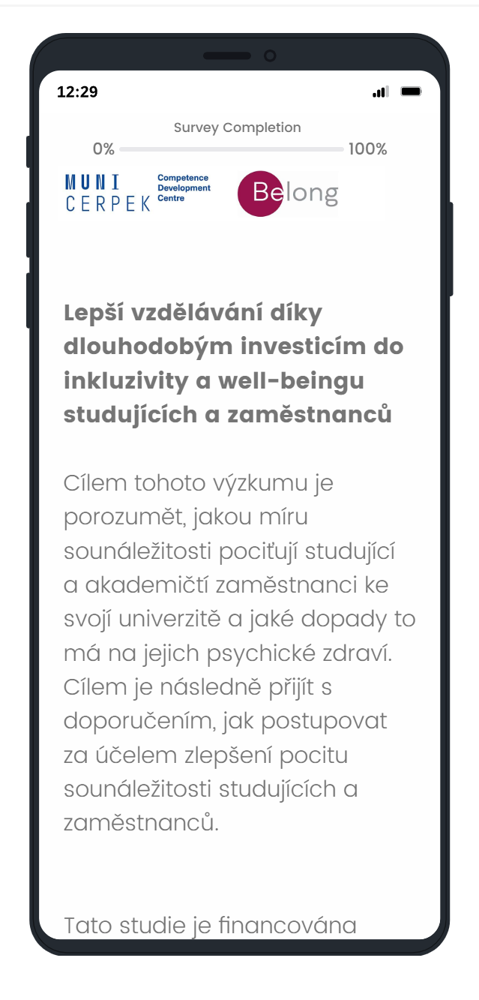 12:29
Survey Completion
0% 100%
MUNI
CERPEK
Competence
Development
Centre
Belong
Lepší vzdělávání díky
dlouhodobým investicím do
inkluzivity a well-beingu
studujících a zaměstnanců
Cílem tohoto výzkumu je
porozumět, jakou míru
sounáležitosti pociťují studující
a akademičtí zaměstnanci ke
svojí univerzitě a jaké dopady to
má na jejich psychické zdraví.
Cílem je následně přijít s
doporučením, jak postupovat
za účelem zlepšení pocitu
sounáležitosti studujících a
zaměstnanců.
Tato studie je financována